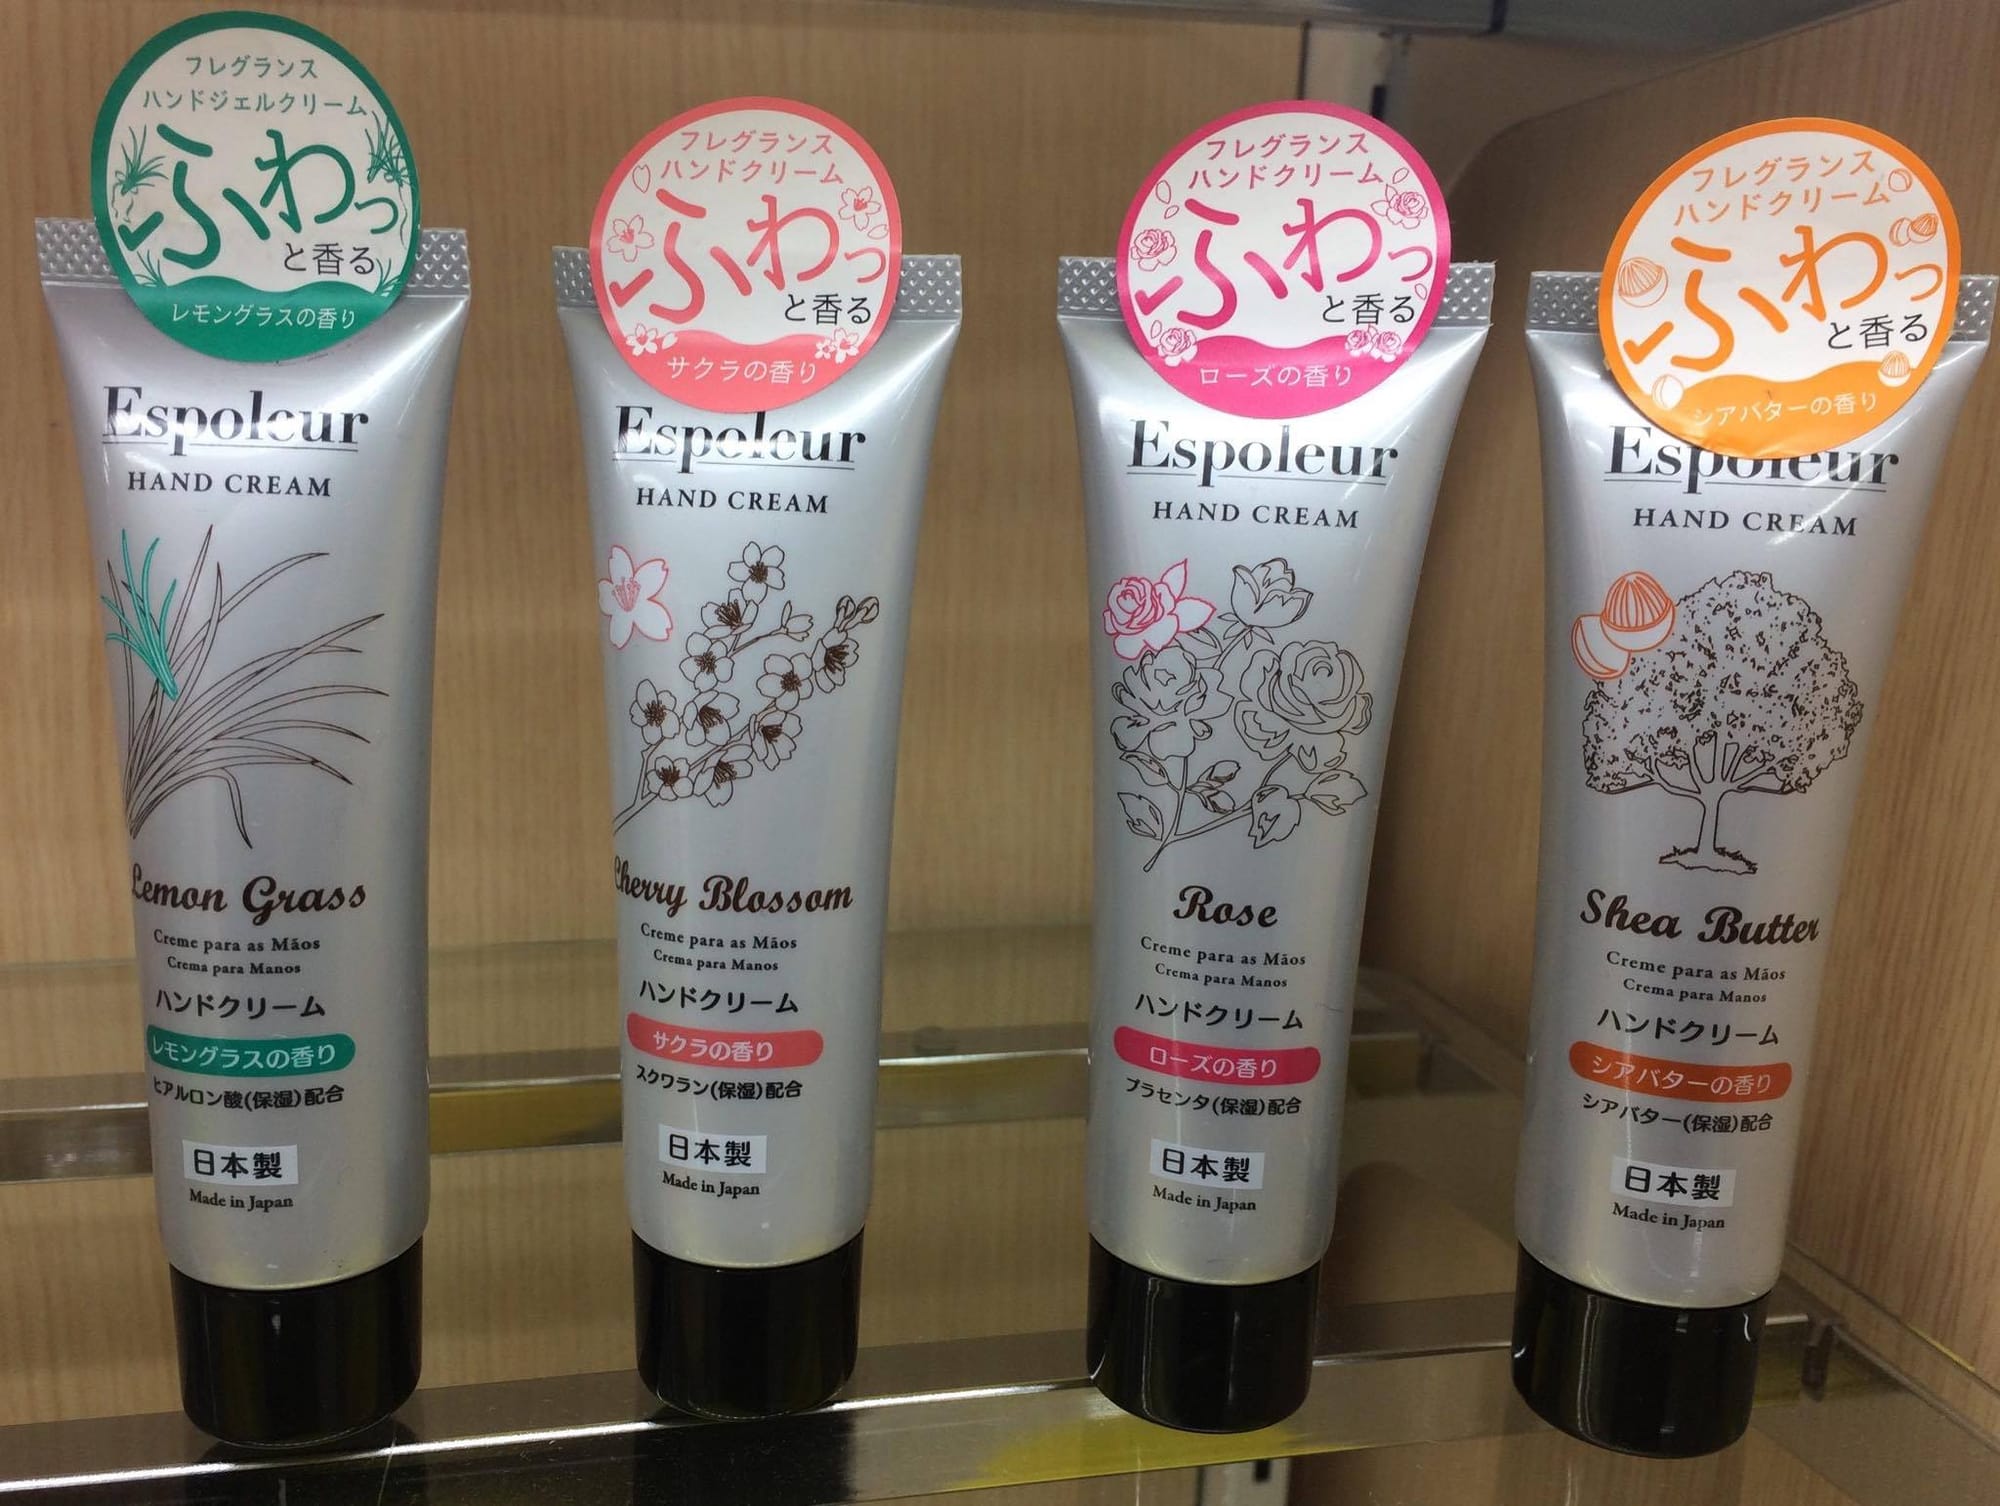 フレグランス
ハンドジェルクリーム
ふわっ
と香る
レモングラスの香り
Espoleur
HAND CREAM
Lemon Grass
Creme para as Mãos
Crema para Manos
ハンドクリーム
レモングラスの香り
ヒアルロン酸(保湿)配合
日本製
Made in Japan
フレグランス
ハンドクリーム
ふわっ
と香る
サクラの香り
Espoleur
HAND CREAM
Cherry Blossom
Creme para as Mãos
Crema para Manos
ハンドクリーム
サクラの香り
スクワラン(保湿)配合
日本製
Made in Japan
フレグランス
ハンドクリーム
ふわっ
と香る
ローズの香り
Espoleur
HAND CREAM
Rose
Creme para as Mãos
Crema para Manos
ハンドクリーム
ローズの香り
プラセンタ(保湿)配合
日本製
Made in Japan
フレグランス
ハンドクリーム
ふわっ
と香る
シアバターの香り
Espoleur
HAND CREAM
Shea Butter
Creme para as Mãos
Crema para Manos
ハンドクリーム
シアバターの香り
シアバター(保湿)配合
日本製
Made in Japan